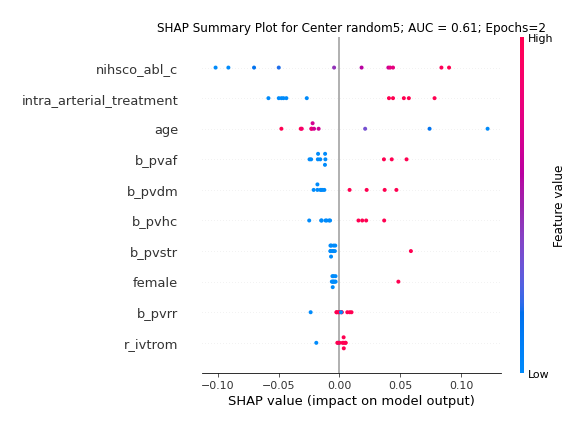 SHAP Summary Plot for Center random5; AUC = 0.61; Epochs=2
High
nihsco_abl_c
intra_arterial_treatment
age
b_pvaf
b_pvdm
b_pvhc
b_pvstr
female
b_pvrr
r_ivtrom
Feature value
Low
−0.10 −0.05 0.00 0.05 0.10
SHAP value (impact on model output)